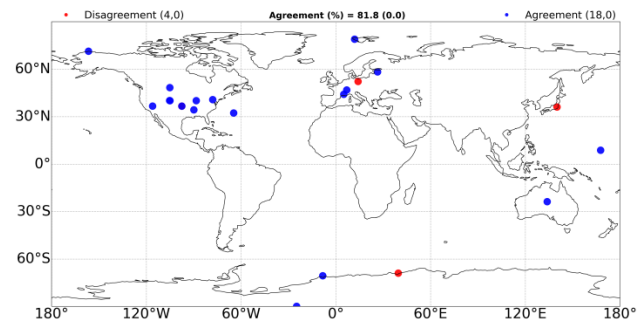 Disagreement (4,0) Agreement (%) = 81.8 (0.0) Agreement (18,0)
60°N
30°N
0°
30°S
60°S
180° 120°W 60°W 0° 60°E 120°E 180°